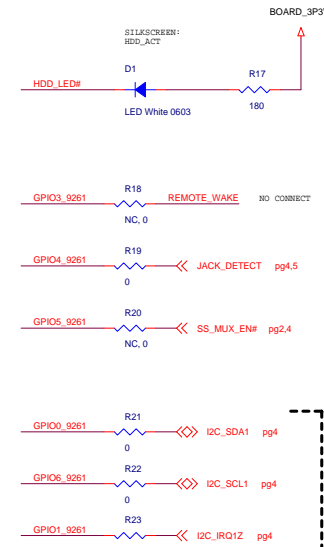 BOARD_3P3
SILKSCREEN:
HDD_ACT
D1
R17
HDD_LED#
LED White 0603
180
R18
GPIO3_9261
REMOTE_WAKE
NO CONNECT
NC, 0
R19
GPIO4_9261
JACK_DETECT pg4,5
0
R20
GPIO5_9261
SS_MUX_EN# pg2,4
NC, 0
R21
GPIO0_9261
I2C_SDA1 pg4
0
R22
GPIO6_9261
I2C_SCL1 pg4
0
R23
GPIO1_9261
I2C_IRQ1Z pg4